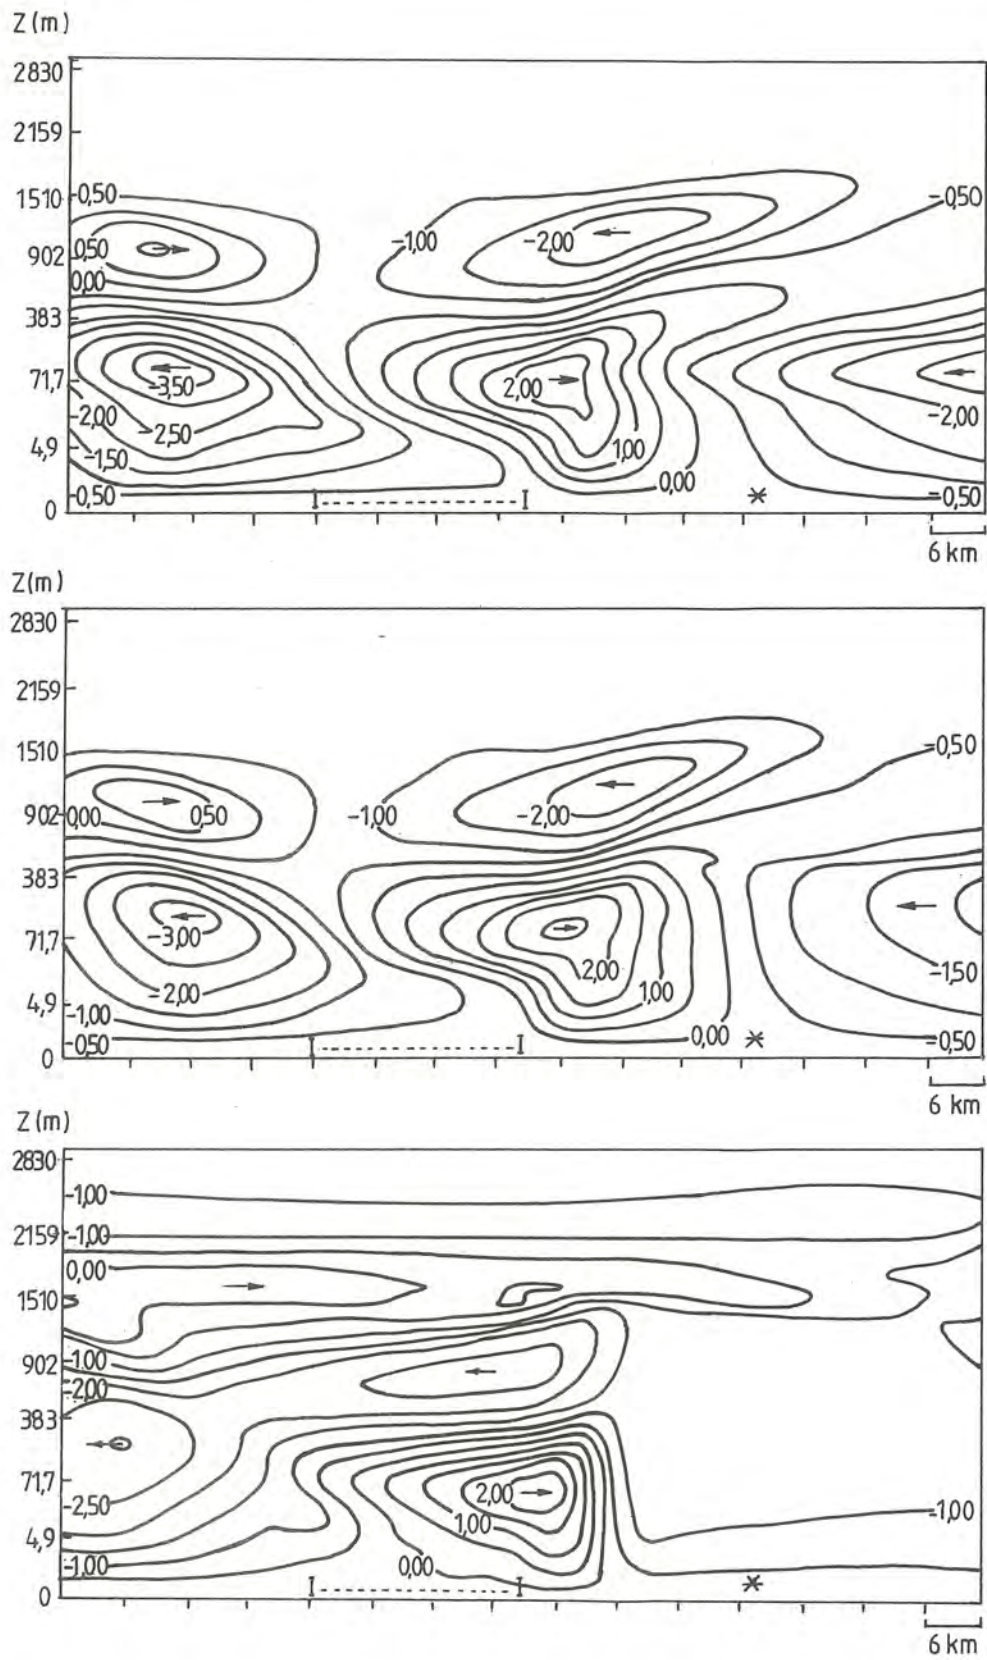 Z (m)
2830
2159
1510 -0,50 -0,50
-1,00 -2,00
902 0,50
0,00
383
717 -3,50 2,00
-2,00 -2,50 -2,00
4,9 -1,50 1,00
0,00
-0,50 I I * -0,50
0
6 km
Z(m)
2830
2159
1510 -0,50
902 0,00 0,50 -1,00 -2,00
383
71,7 -3,00
2,00 -1,50
4,9 -2,00 1,00
-1,00
-0,50 I I 0,00 * -0,50
0
6 km
Z (m)
2830
-1,00
2159 -1,00
0,00
1510
902 -1,00
-2,00
383
71,7
-2,50 2,00 -1,00
4,9 1,00
-1,00 0,00
0 I I *
6 km